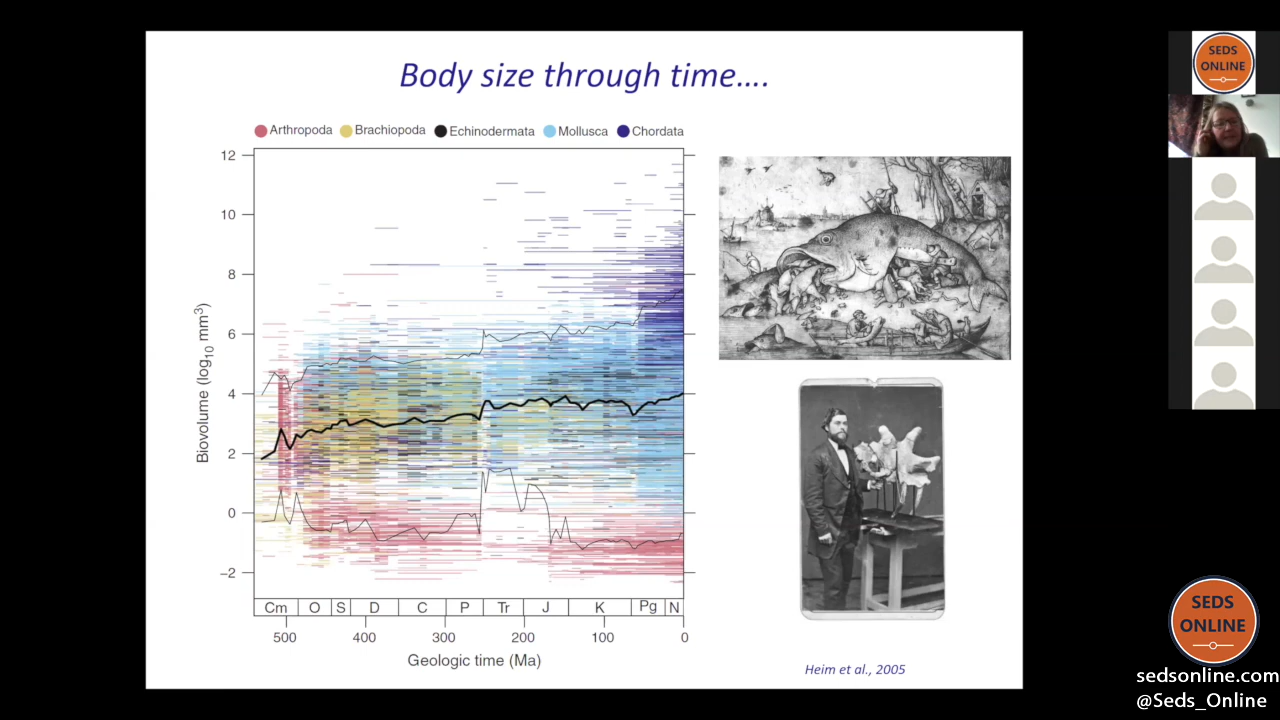 Body size through time....
Arthropoda Brachiopoda Echinodermata Mollusca Chordata
12
10
8
6
4
2
0
−2
Biovolume (log10 mm3)
Cm O S D C P Tr J K Pg N
500 400 300 200 100 0
Geologic time (Ma)
Heim et al., 2005
SEDS
ONLINE
SEDS
ONLINE
sedsonline.com
@Seds_Online